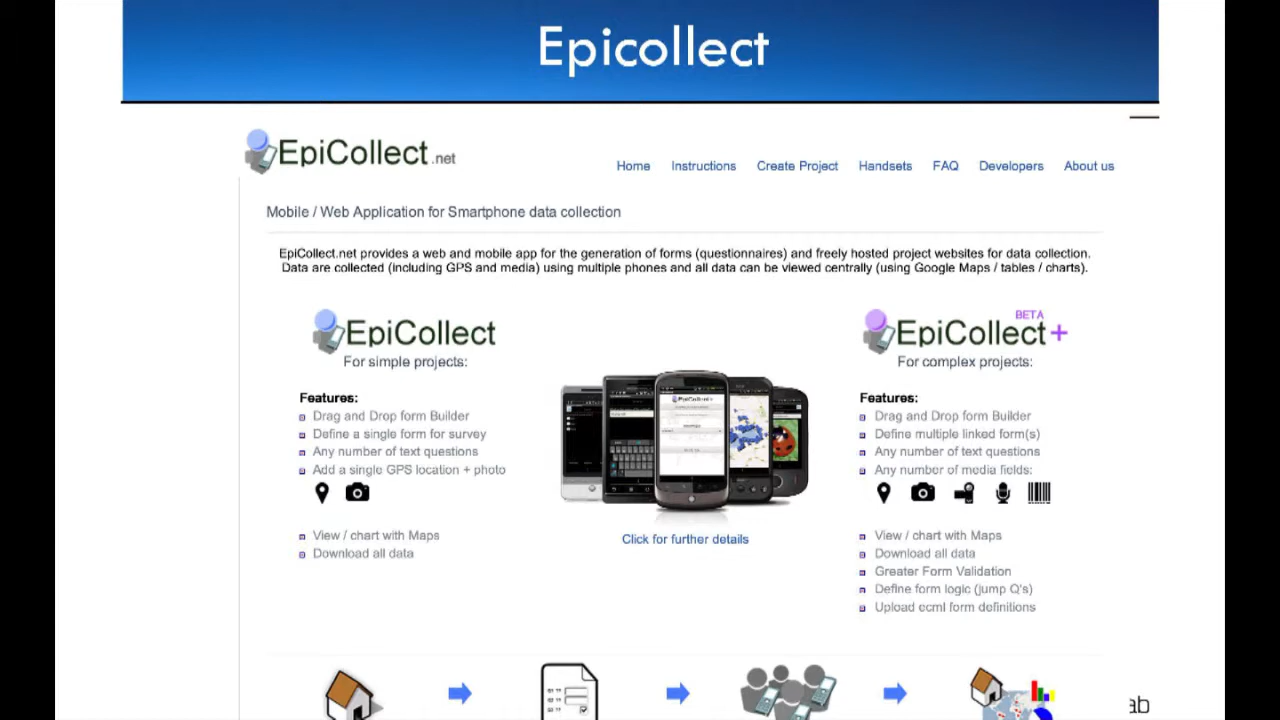 Epicollect
EpiCollect.net
Home Instructions Create Project Handsets FAQ Developers About us
Mobile / Web Application for Smartphone data collection
EpiCollect.net provides a web and mobile app for the generation of forms (questionnaires) and freely hosted project websites for data collection.
Data are collected (including GPS and media) using multiple phones and all data can be viewed centrally (using Google Maps / tables / charts).
EpiCollect
For simple projects:
Features:
Drag and Drop form Builder
Define a single form for survey
Any number of text questions
Add a single GPS location + photo
View / chart with Maps
Download all data
EpiCollect+
Click for further details
BETA
EpiCollect+
For complex projects:
Features:
Drag and Drop form Builder
Define multiple linked form(s)
Any number of text questions
Any number of media fields:
View / chart with Maps
Download all data
Greater Form Validation
Define form logic (jump Q's)
Upload ecml form definitions
ab